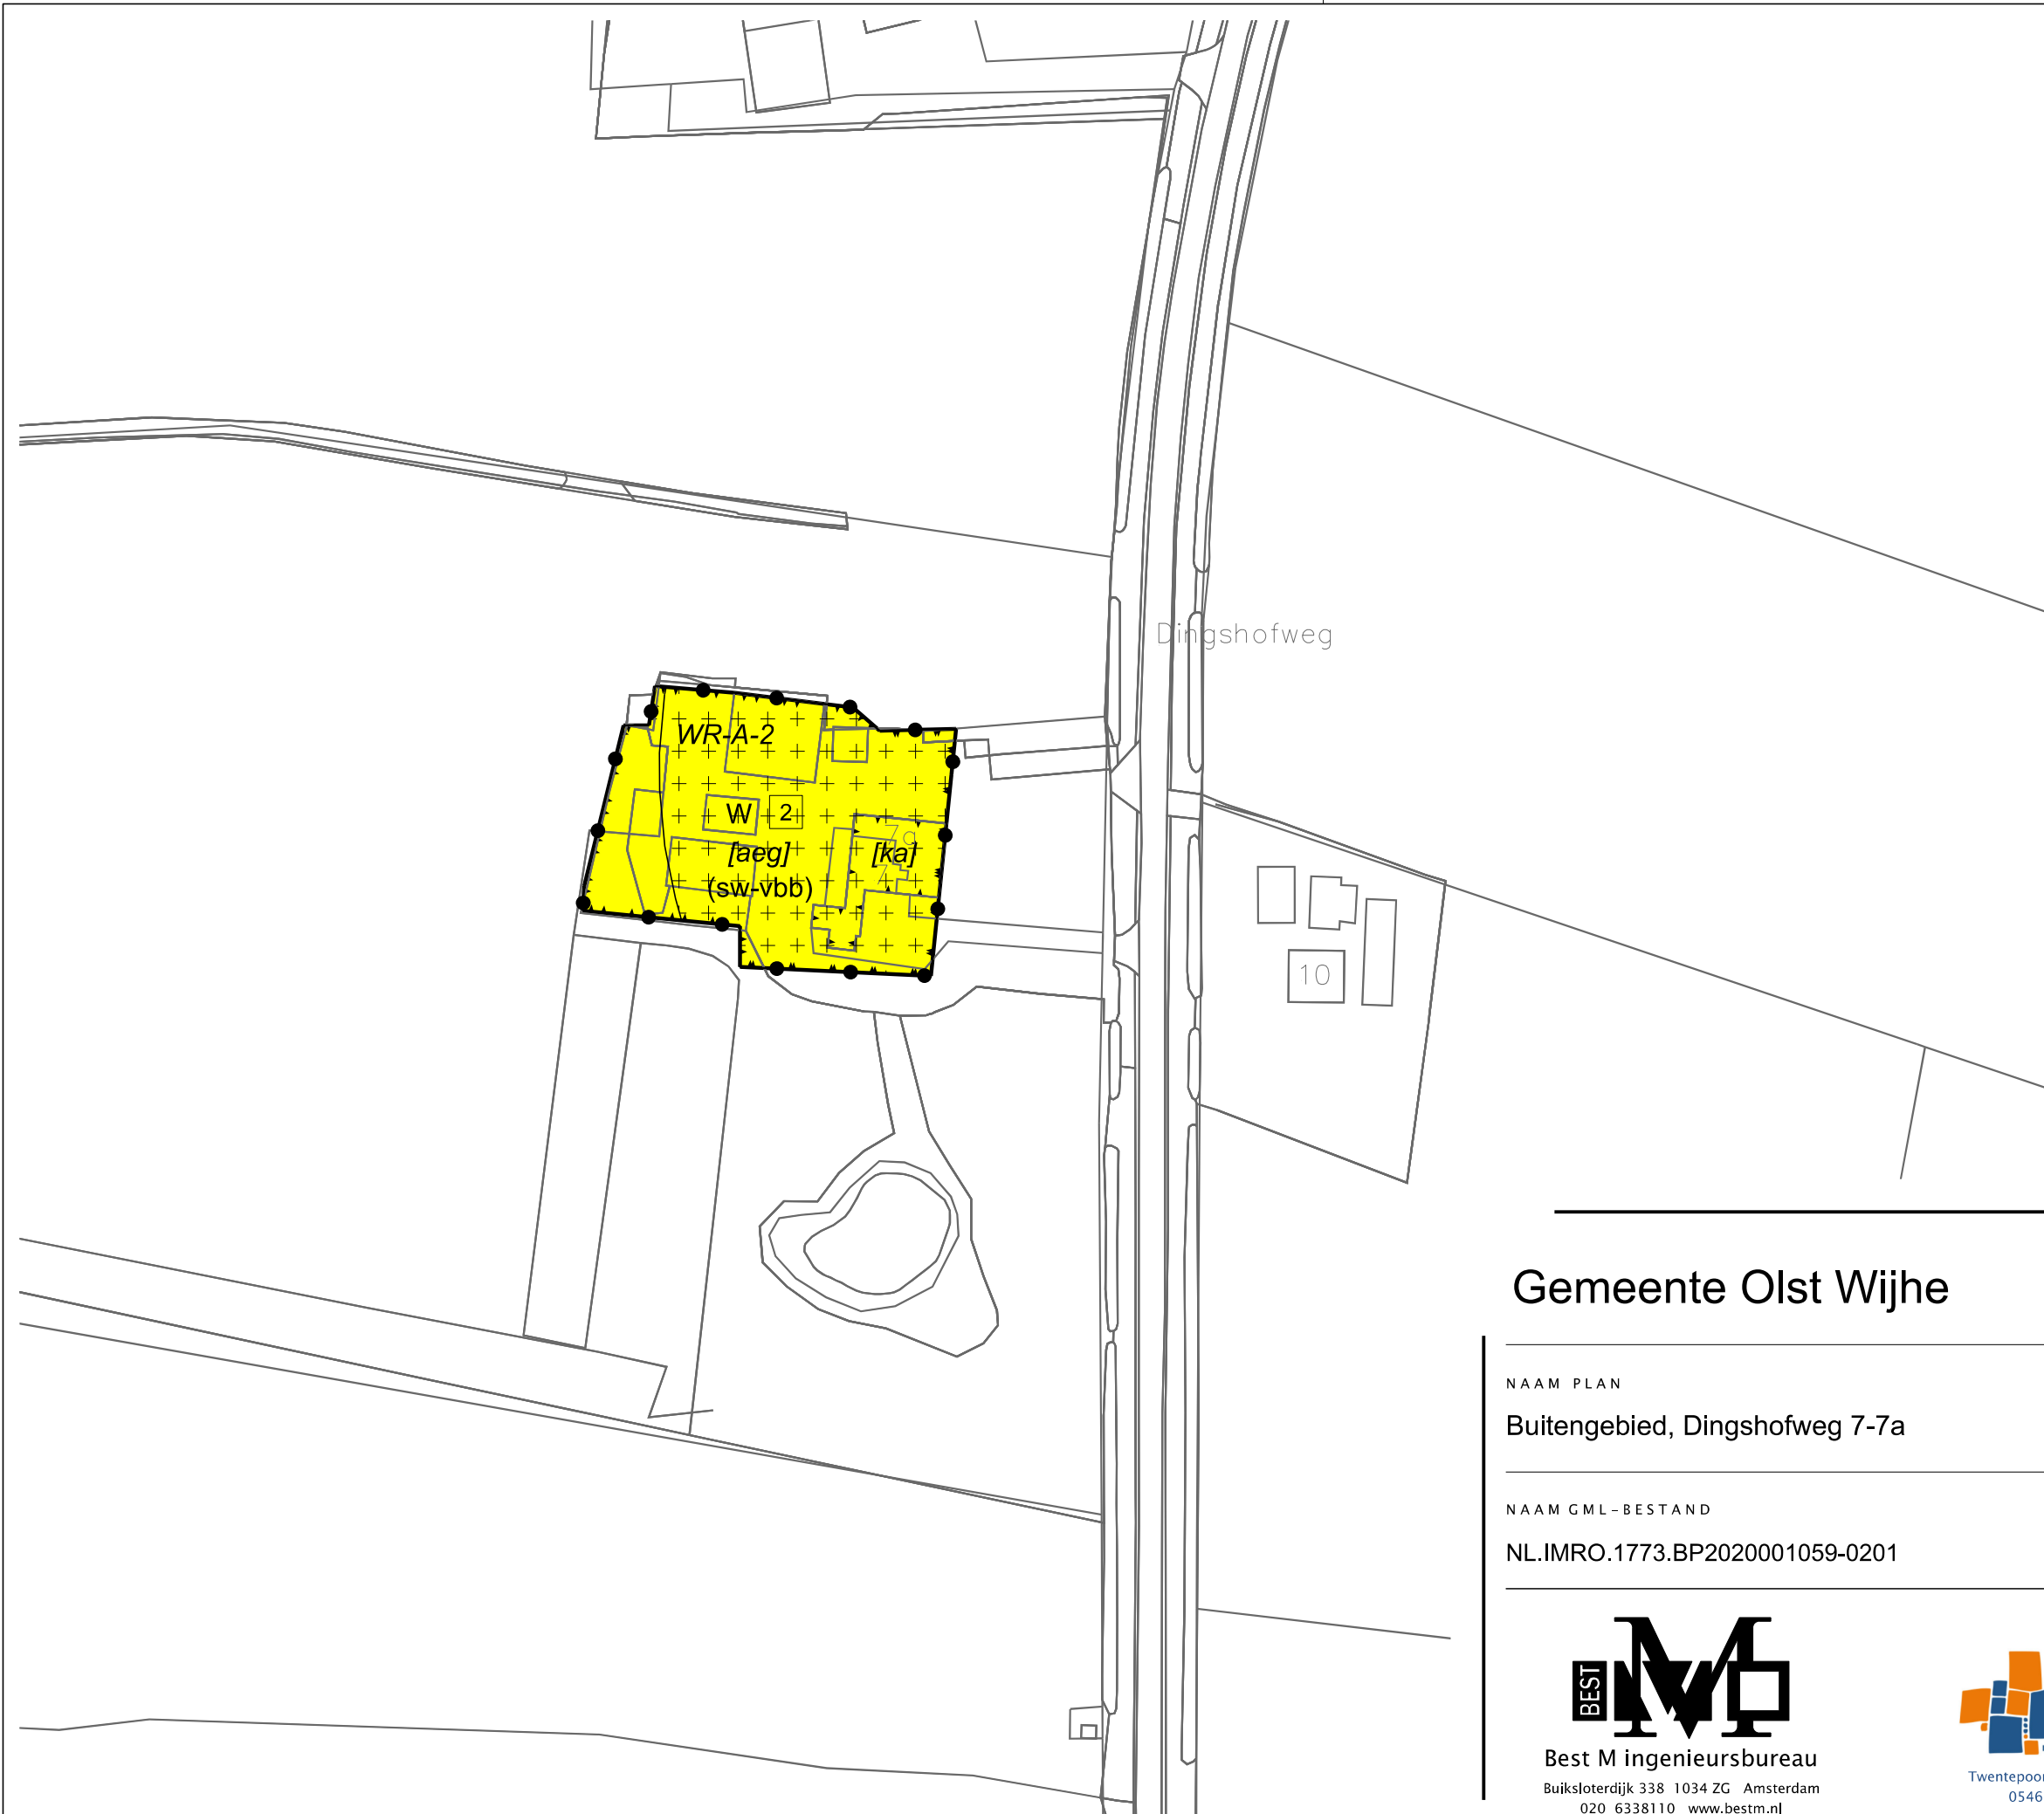 Dingshofweg
WR-A-2
W 2
7a
[aeg] [ka]
7
(sw-vbb)
10
Gemeente Olst Wijhe
NAAM PLAN
Buitengebied, Dingshofweg 7-7a
NAAM GML-BESTAND
NL.IMRO.1773.BP2020001059-0201
BEST
M
Best M ingenieursbureau
Buiksloterdijk 338 1034 ZG Amsterdam
020 6338110 www.bestm.nl
0546